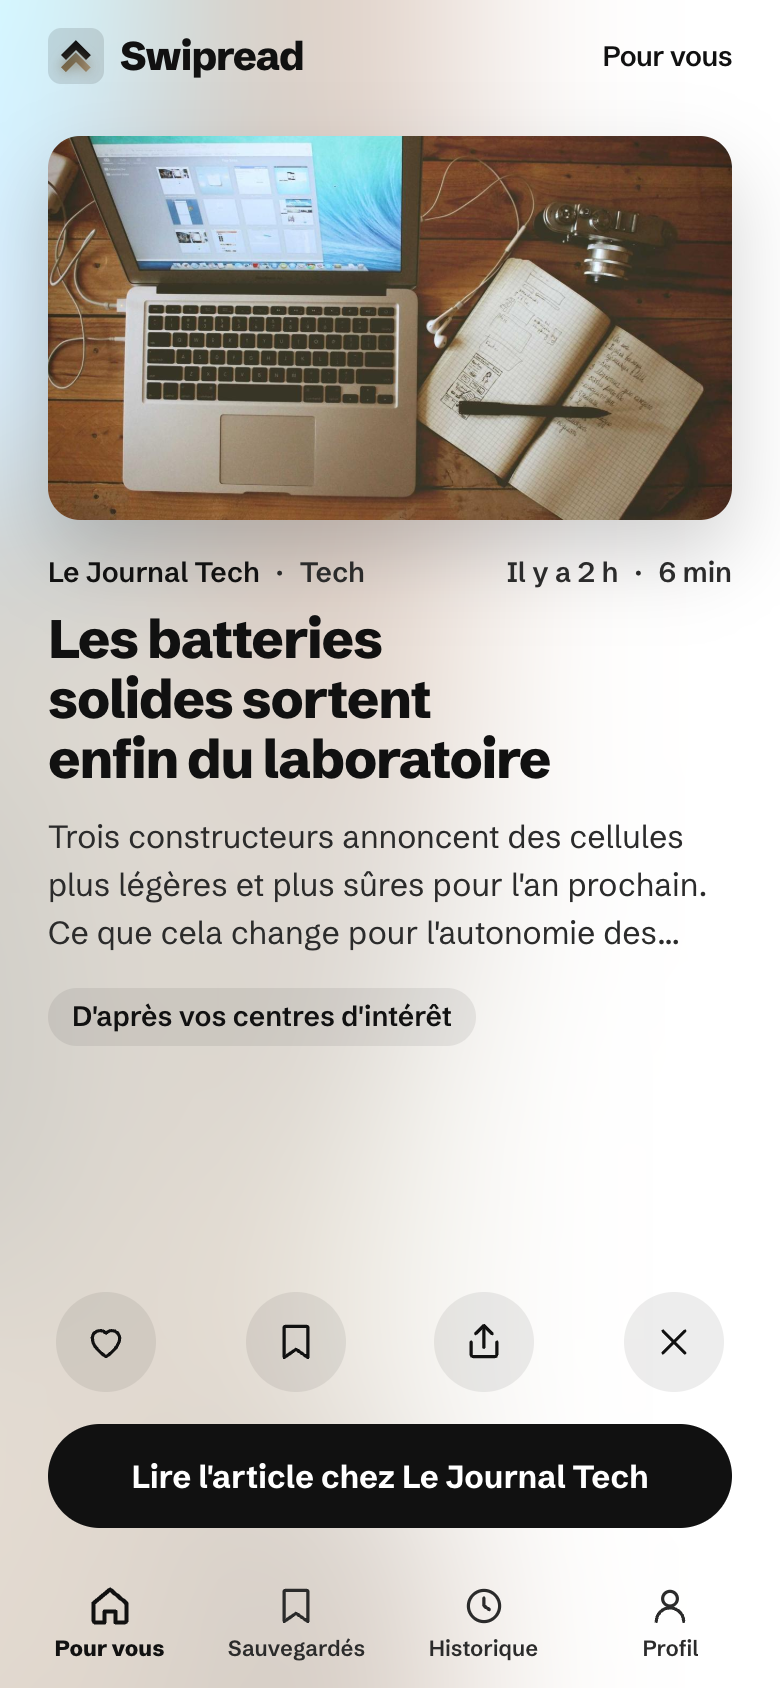 Swipread
Pour vous
Le Journal Tech · Tech
Il y a 2 h · 6 min
Les batteries
solides sortent
enfin du laboratoire
Trois constructeurs annoncent des cellules
plus légères et plus sûres pour l'an prochain.
Ce que cela change pour l'autonomie des…
D'après vos centres d'intérêt
Lire l'article chez Le Journal Tech
Pour vous
Sauvegardés
Historique
Profil